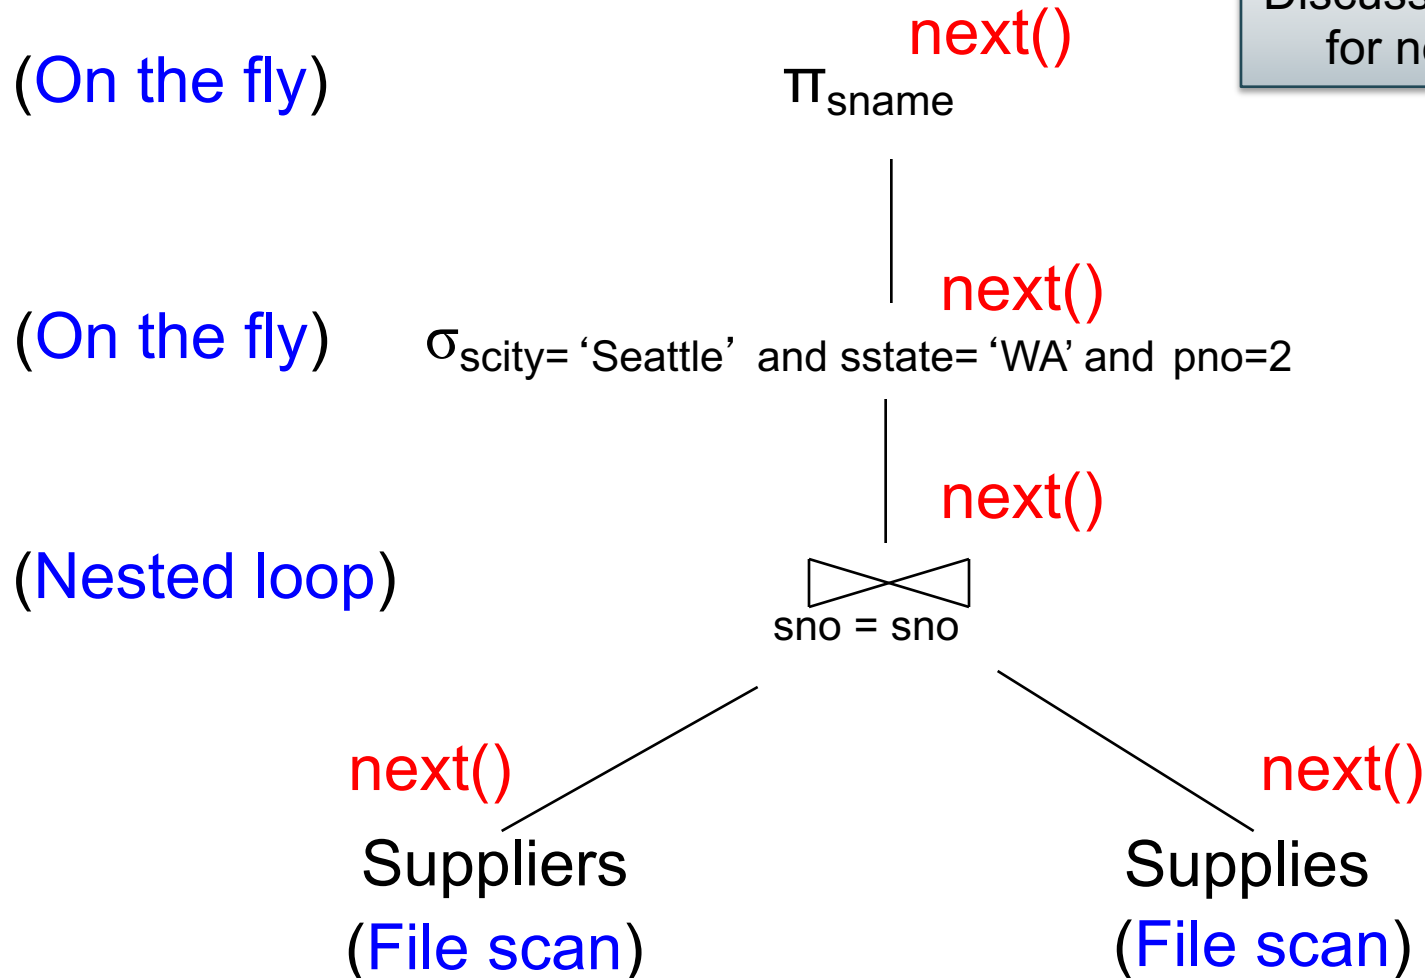 Discuss
for
next()
(On the fly)
πsname
next()
(On the fly)
σscity= ‘Seattle’ and sstate= ‘WA’ and pno=2
next()
(Nested loop)
sno = sno
next()
next()
Suppliers
Supplies
(File scan)
(File scan)